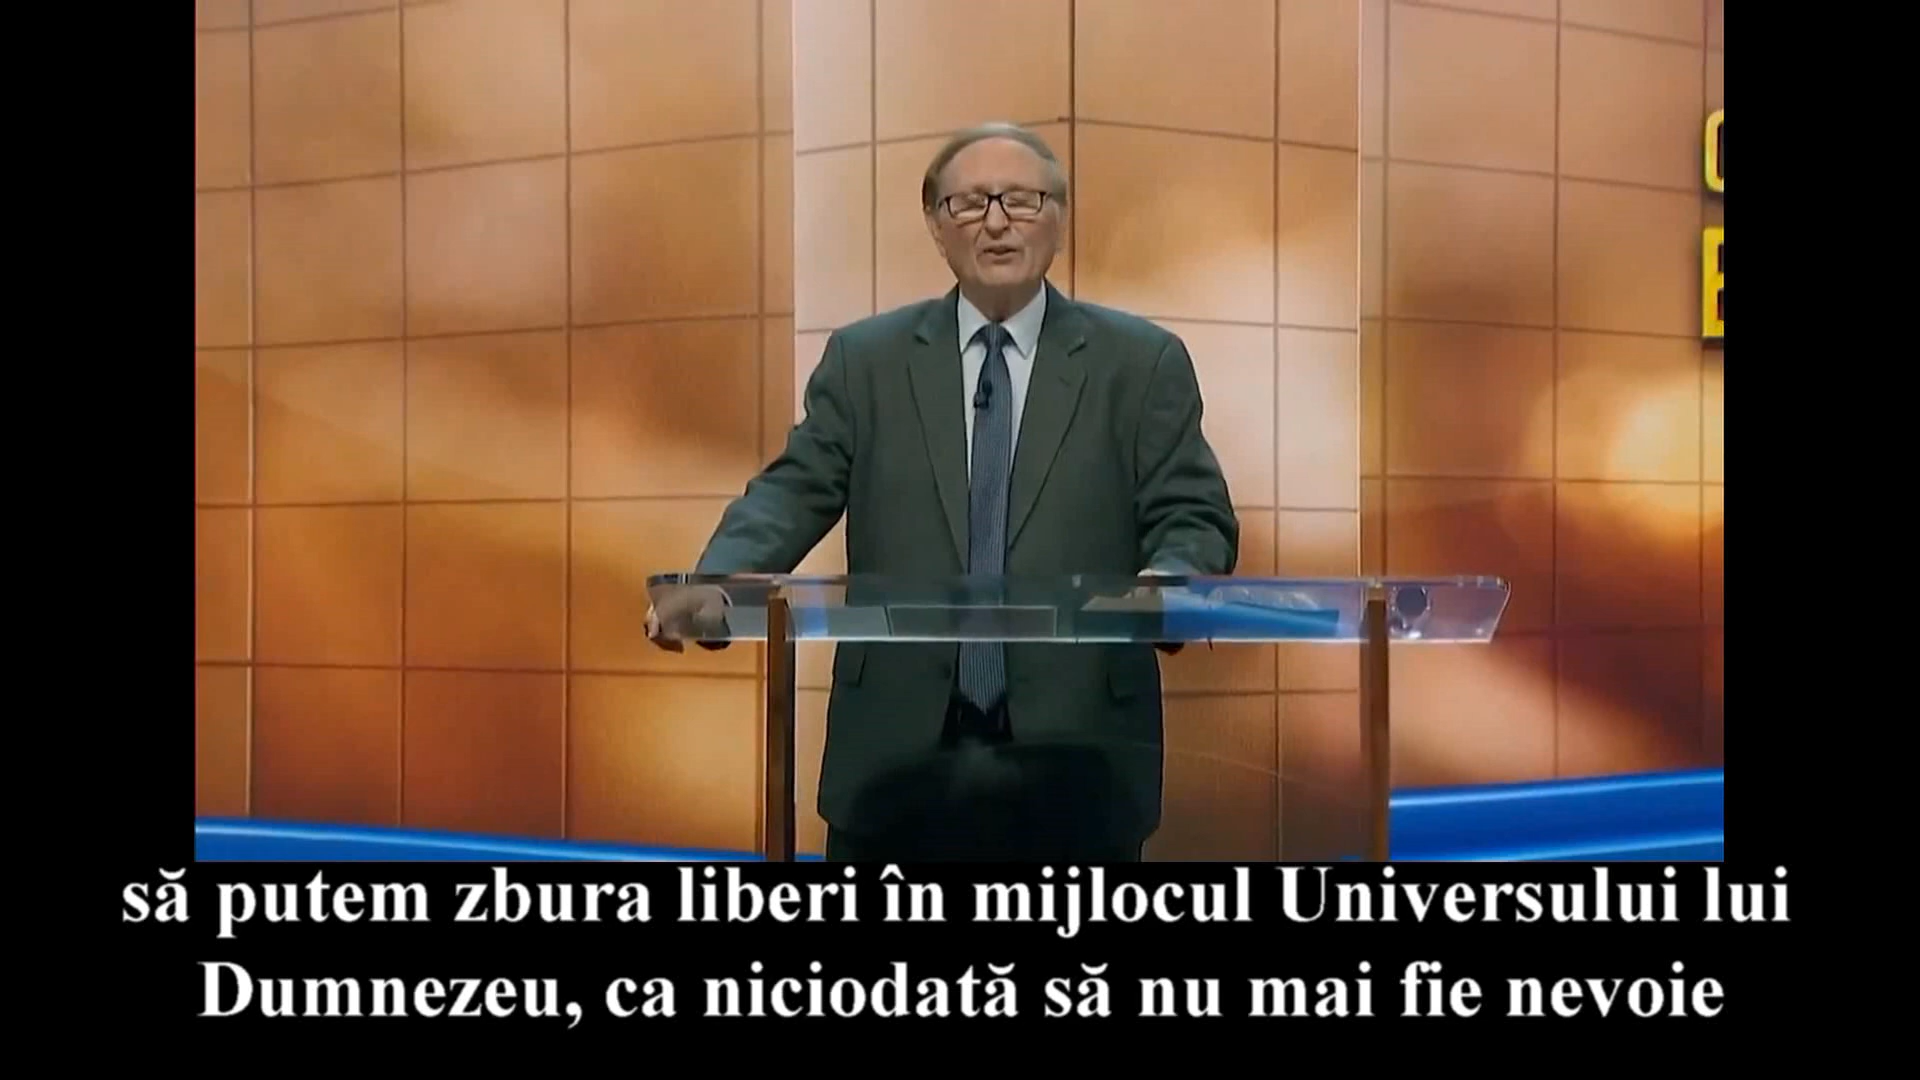 să putem zbura liberi în mijlocul Universului lui
Dumnezeu, ca niciodată să nu mai fie nevoie